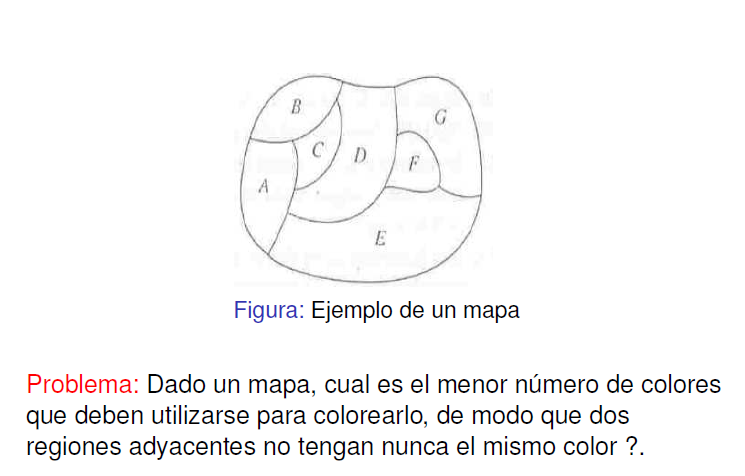 B
G
C
D
F
A
E
Figura: Ejemplo de un mapa
Problema: Dado un mapa, cual es el menor número de colores
que deben utilizarse para colorearlo, de modo que dos
regiones adyacentes no tengan nunca el mismo color ?.